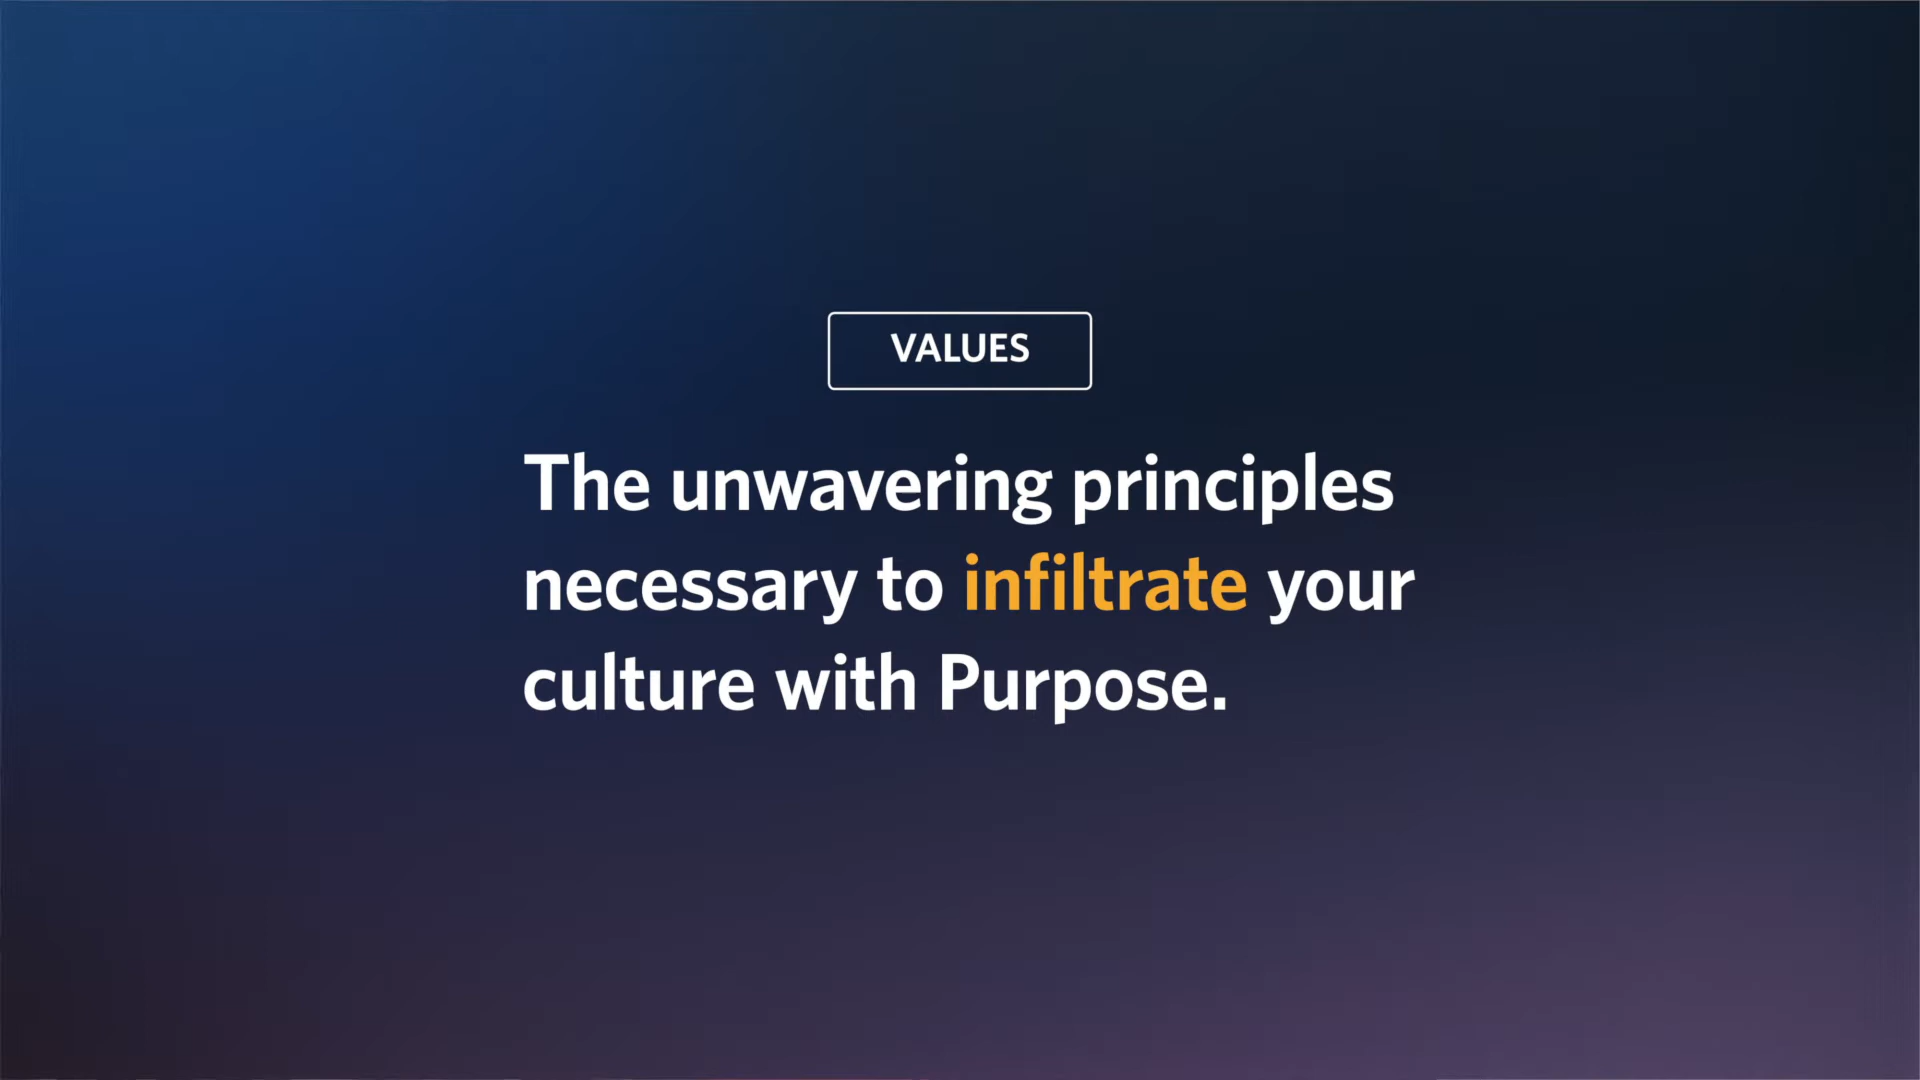 VALUES
The unwavering principles
necessary to infiltrate your
culture with Purpose.